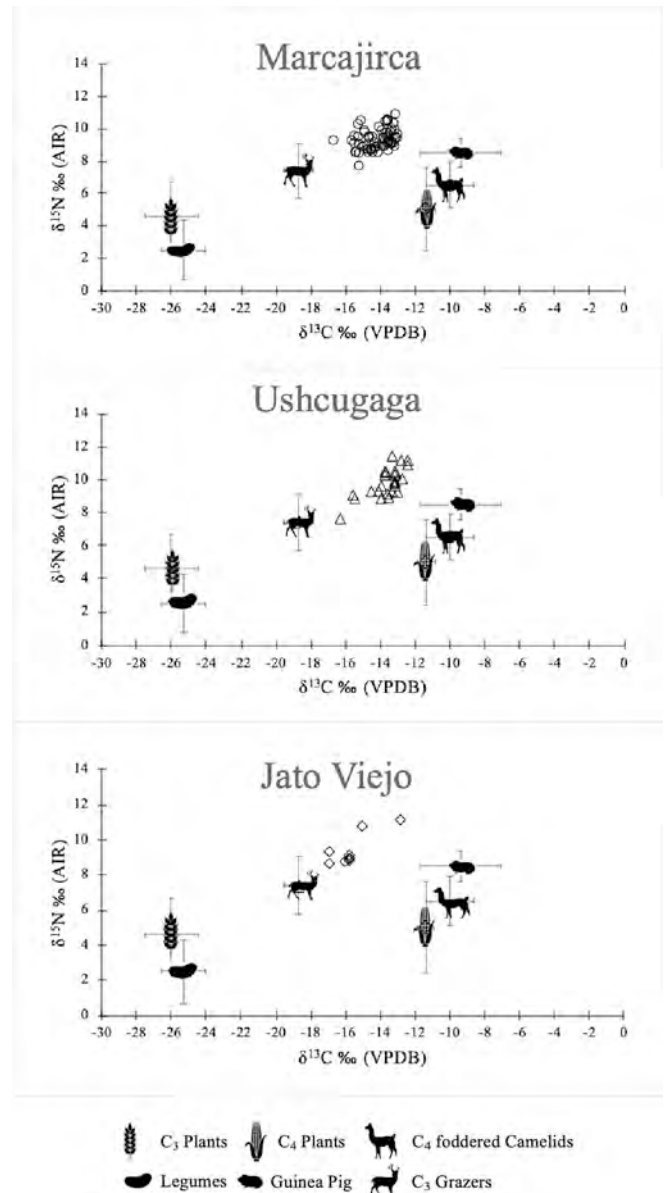 Marcajirca
14
12
10
8
6
4
2
0
δ¹⁵N ‰ (AIR)
-30 -28 -26 -24 -22 -20 -18 -16 -14 -12 -10 -8 -6 -4 -2 0
δ¹³C ‰ (VPDB)
Ushcugaga
14
12
10
8
6
4
2
0
δ¹⁵N ‰ (AIR)
-30 -28 -26 -24 -22 -20 -18 -16 -14 -12 -10 -8 -6 -4 -2 0
δ¹³C ‰ (VPDB)
Jato Viejo
14
12
10
8
6
4
2
0
δ¹⁵N ‰ (AIR)
-30 -28 -26 -24 -22 -20 -18 -16 -14 -12 -10 -8 -6 -4 -2 0
δ¹³C ‰ (VPDB)
C₃ Plants C₄ Plants C₄ foddered Camelids
Legumes Guinea Pig C₃ Grazers